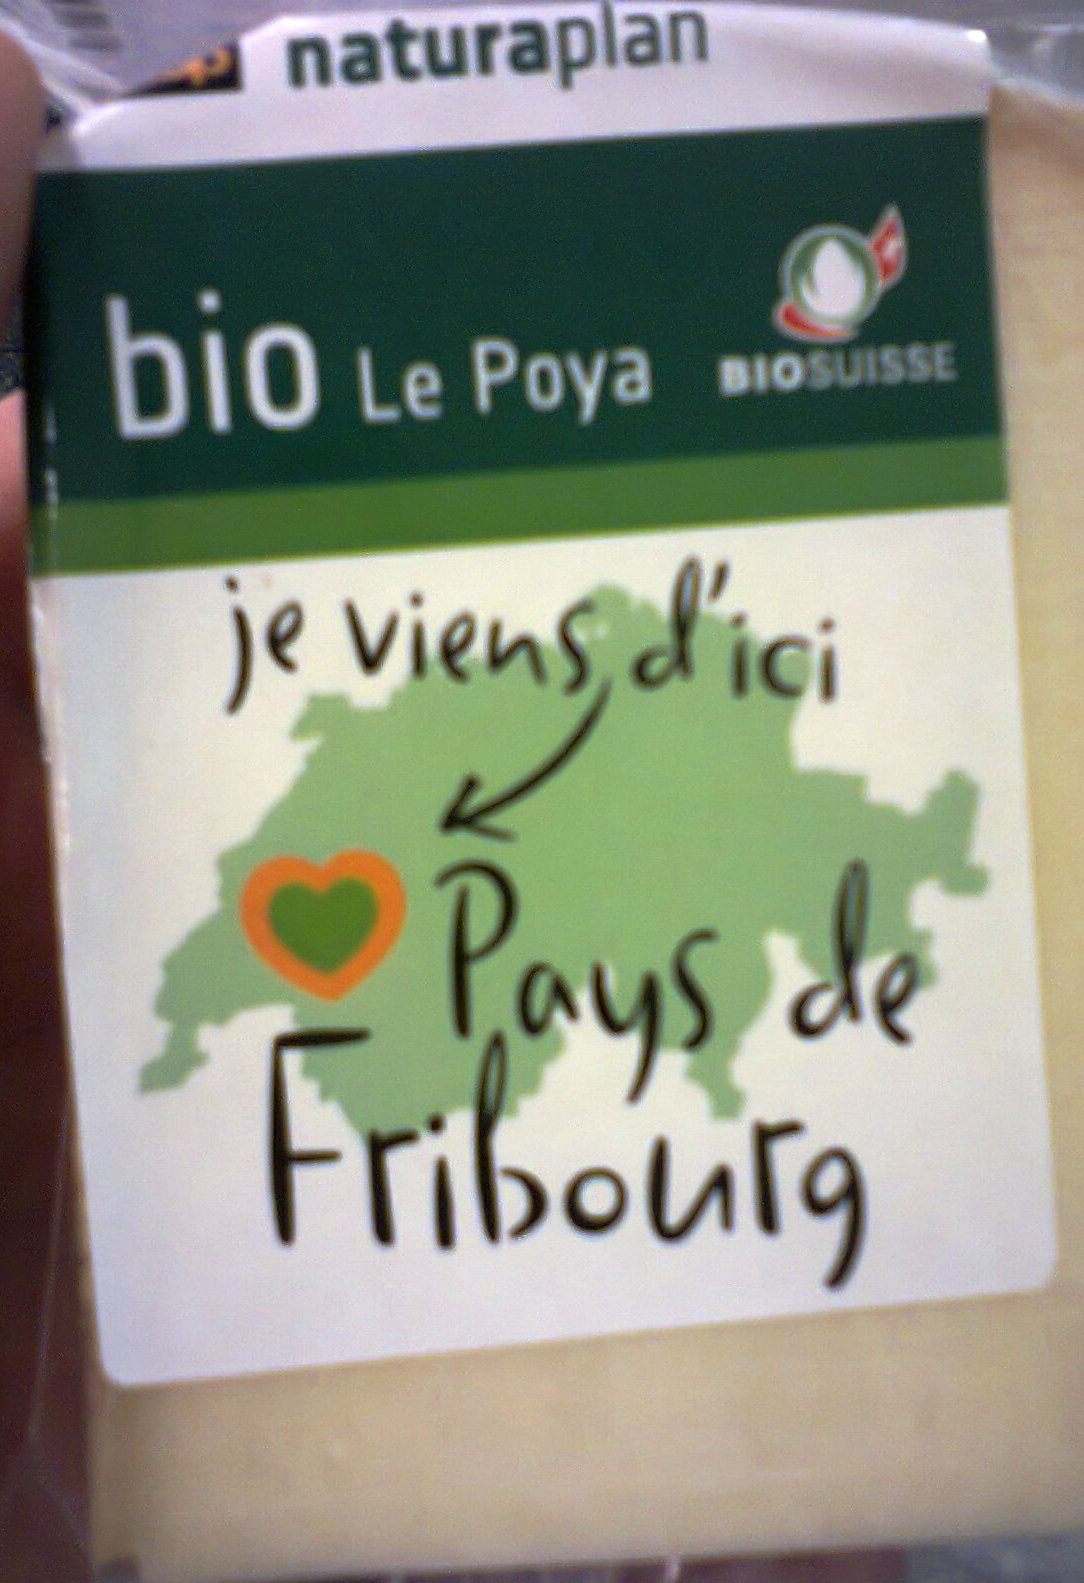 naturaplan
bio Le Poya
BIOSUISSE
je viens d'ici
Pays de
Fribourg